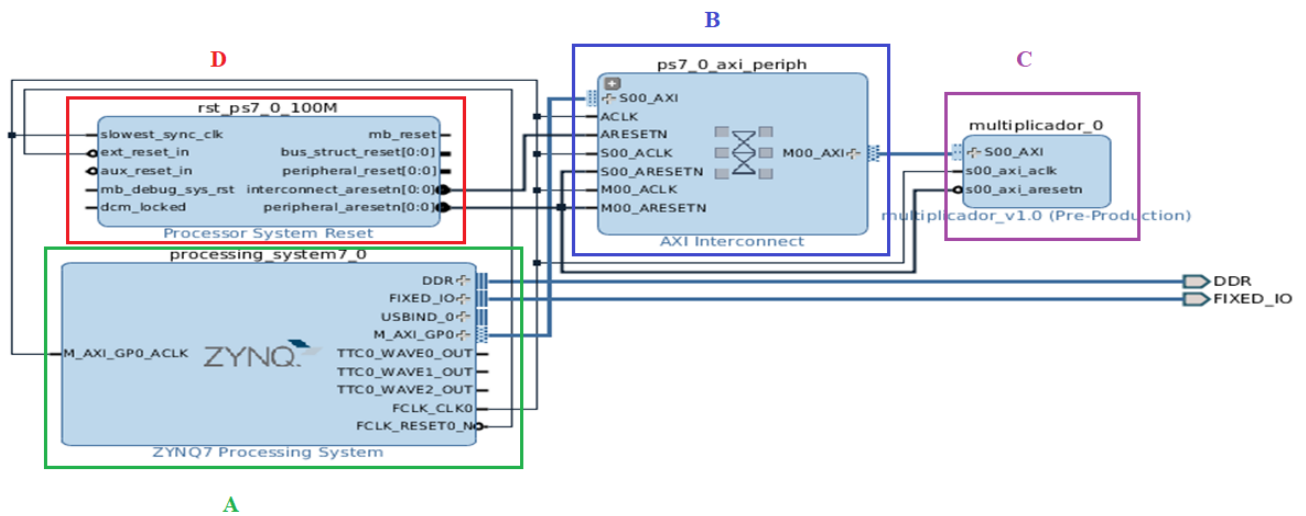 B
D
C
ps7_0_axi_periph
rst_ps7_0_100M
slowest_sync_clk
ext_reset_in
aux_reset_in
mb_debug_sys_rst
dcm_locked
mb_reset
bus_struct_reset[0:0]
peripheral_reset[0:0]
interconnect_aresetn[0:0]
peripheral_aresetn[0:0]
Processor System Reset
S00_AXI
ACLK
ARESETN
S00_ACLK
S00_ARESETN
M00_ACLK
M00_ARESETN
M00_AXI
AXI Interconnect
multiplicador_0
S00_AXI
s00_axi_aclk
s00_axi_aresetn
multiplicador_v1.0 (Pre-Production)
processing_system7_0
M_AXI_GP0_ACLK
ZYNQ
DDR
FIXED_IO
USBIND_0
M_AXI_GP0
TTC0_WAVE0_OUT
TTC0_WAVE1_OUT
TTC0_WAVE2_OUT
FCLK_CLK0
FCLK_RESET0_N
ZYNQ7 Processing System
DDR
FIXED_IO
A